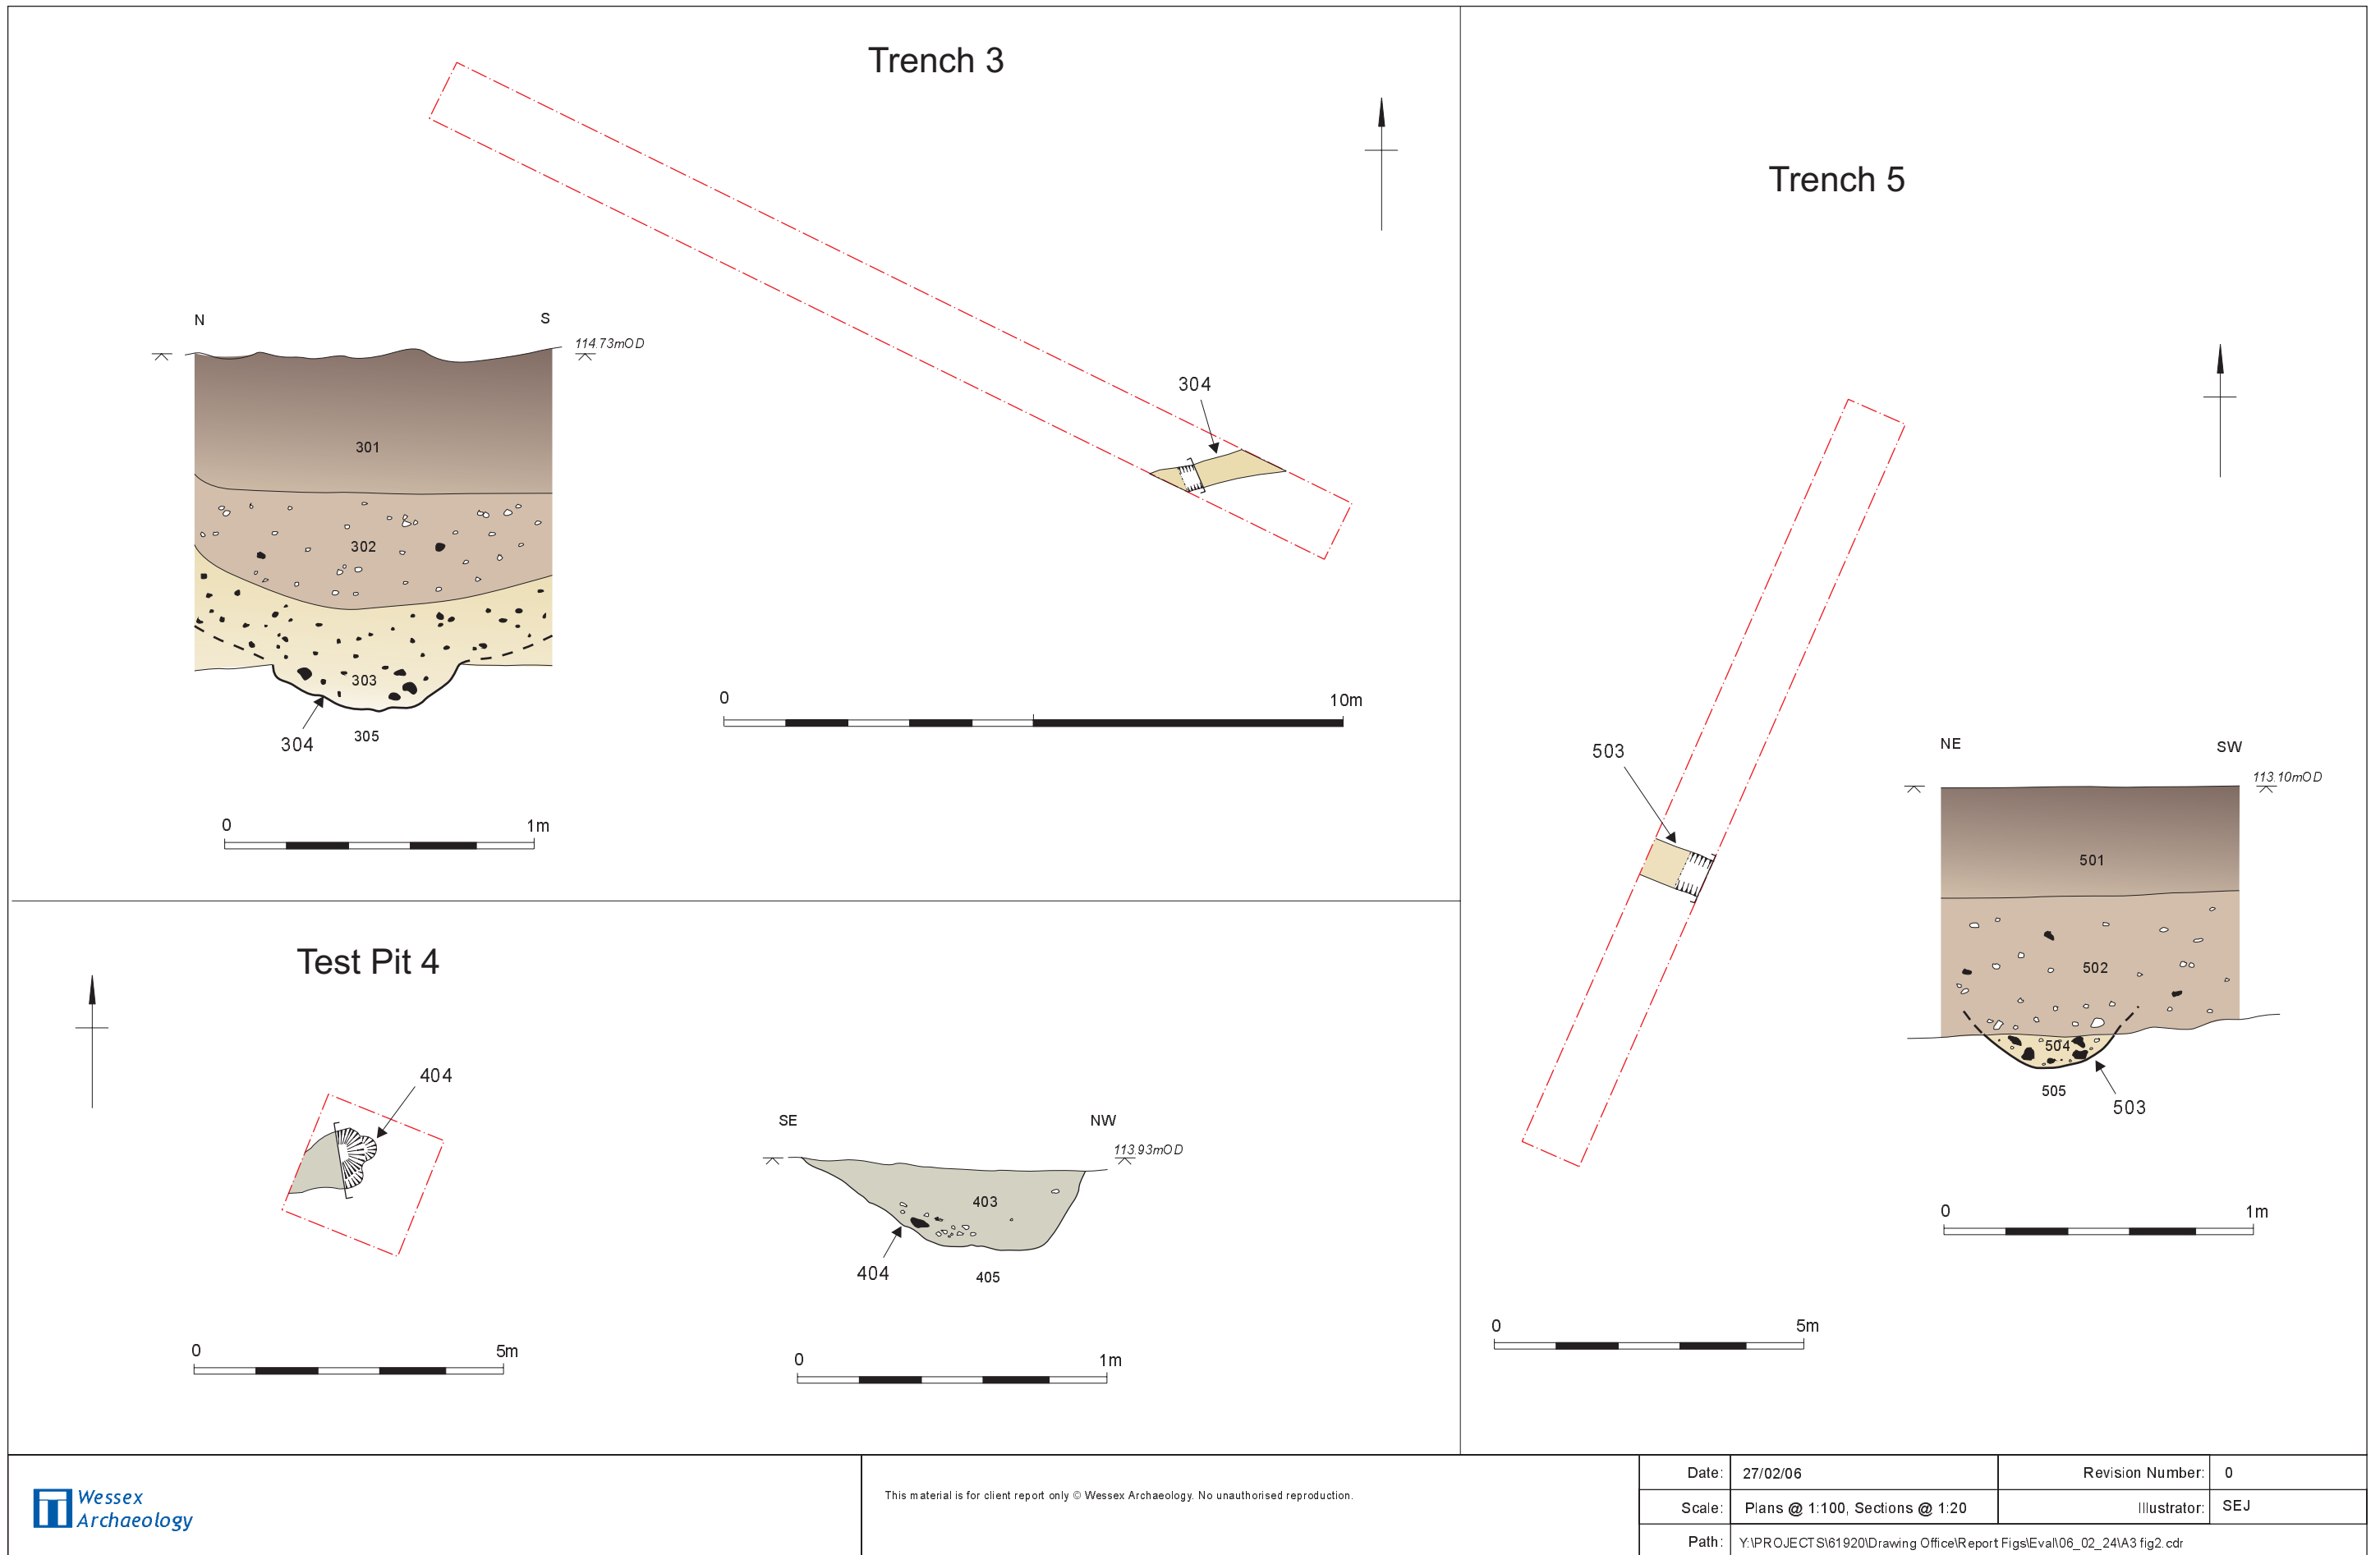 Trench 3
N
S
114.73mOD
301
302
303
304
305
0
1m
304
0
10m
Test Pit 4
404
0
5m
SE
NW
113.93mOD
403
404
405
0
1m
Trench 5
503
0
5m
NE
SW
113.10mOD
501
502
504
505
503
0
1m
Wessex
Archaeology
This material is for client report only © Wessex Archaeology. No unauthorised reproduction.
Date: 27/02/06 Revision Number: 0
Scale: Plans @ 1:100, Sections @ 1:20 Illustrator: SEJ
Path: Y:\PROJECTS\61920\Drawing Office\Report Figs\Eval\06_02_24\A3 fig2.cdr